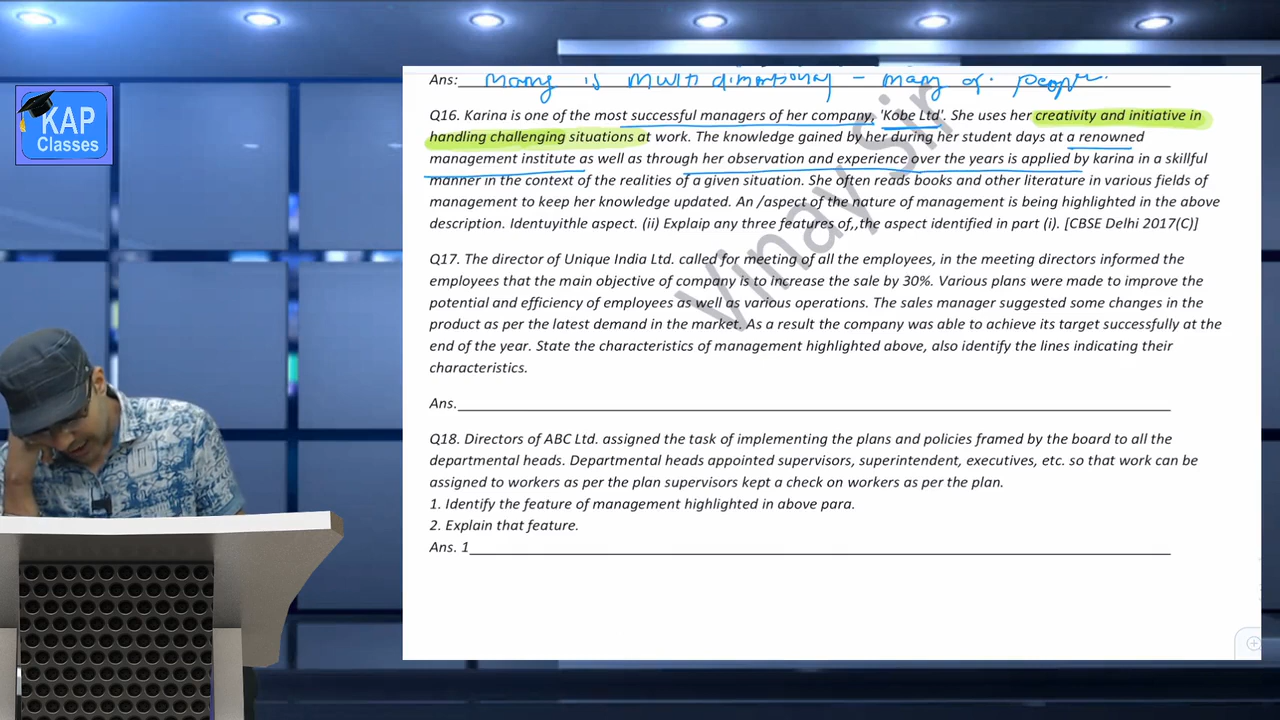 KAP
Classes
Ans: Mang is Multi dimentional - Mang of. people.
Q16. Karina is one of the most successful managers of her company, 'Kobe Ltd'. She uses her creativity and initiative in
handling challenging situations at work. The knowledge gained by her during her student days at a renowned
management institute as well as through her observation and experience over the years is applied by karina in a skillful
manner in the context of the realities of a given situation. She often reads books and other literature in various fields of
management to keep her knowledge updated. An /aspect of the nature of management is being highlighted in the above
description. Identuyithle aspect. (ii) Explaip any three features of,,the aspect identified in part (i). [CBSE Delhi 2017(C)]
Q17. The director of Unique India Ltd. called for meeting of all the employees, in the meeting directors informed the
employees that the main objective of company is to increase the sale by 30%. Various plans were made to improve the
potential and efficiency of employees as well as various operations. The sales manager suggested some changes in the
product as per the latest demand in the market. As a result the company was able to achieve its target successfully at the
end of the year. State the characteristics of management highlighted above, also identify the lines indicating their
characteristics.
Ans.
Q18. Directors of ABC Ltd. assigned the task of implementing the plans and policies framed by the board to all the
departmental heads. Departmental heads appointed supervisors, superintendent, executives, etc. so that work can be
assigned to workers as per the plan supervisors kept a check on workers as per the plan.
1. Identify the feature of management highlighted in above para.
2. Explain that feature.
Ans. 1
Vinay Sir